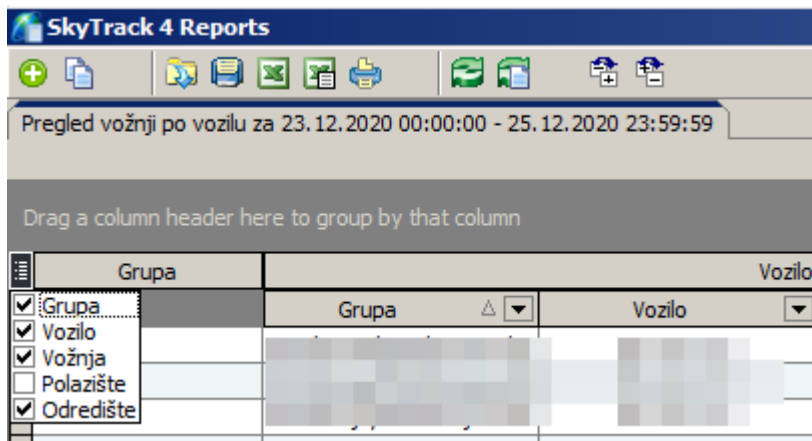 SkyTrack 4 Reports
Pregled vožnji po vozilu za 23.12.2020 00:00:00 - 25.12.2020 23:59:59
Drag a column header here to group by that column
Grupa Vozilo
Grupa Vozilo
Grupa
Vozilo
Vožnja
Polazište
Odredište